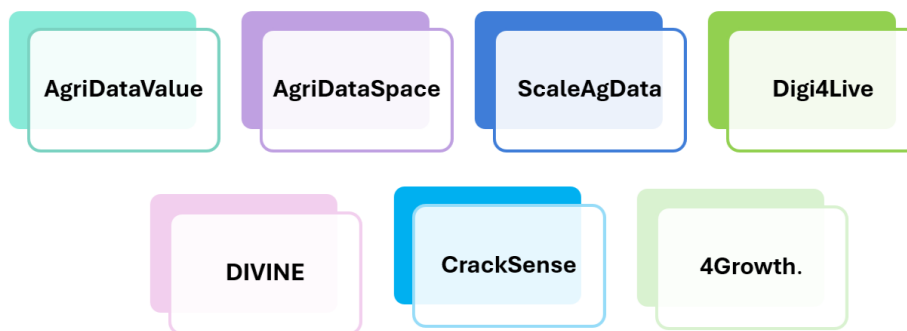 AgriDataValue
AgriDataSpace
ScaleAgData
Digi4Live
DIVINE
CrackSense
4Growth.